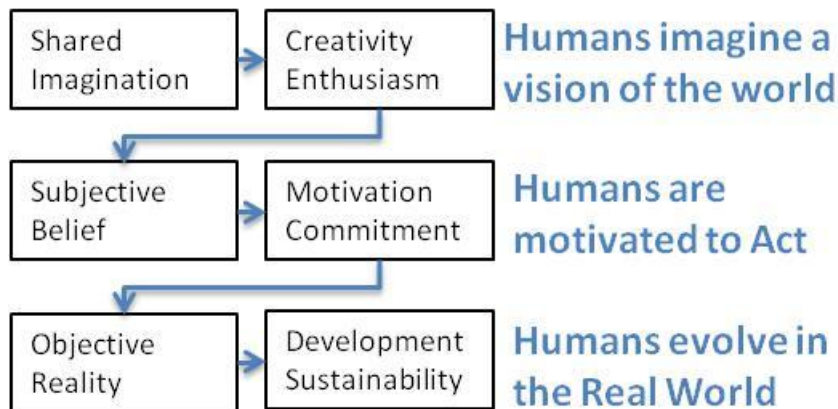 Shared
Imagination
Creativity
Enthusiasm
Humans imagine a
vision of the world
Subjective
Belief
Motivation
Commitment
Humans are
motivated to Act
Objective
Reality
Development
Sustainability
Humans evolve in
the Real World